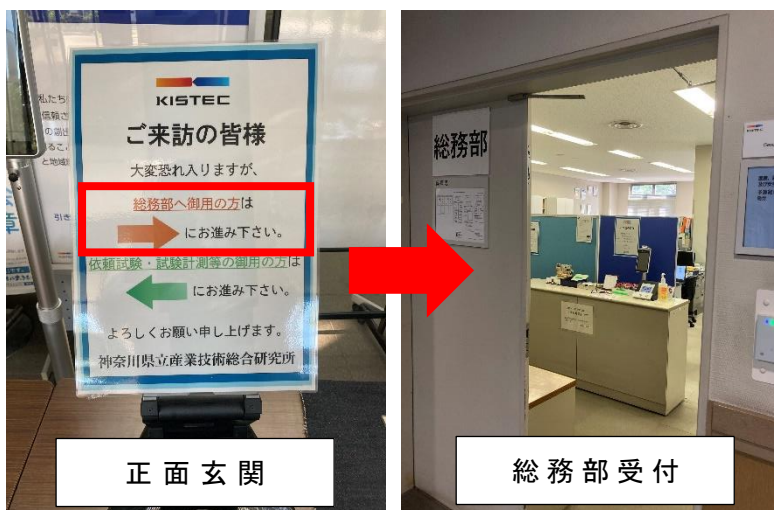 KISTEC
ご来訪の皆様
大変恐れ入りますが、
総務部へ御用の方は
にお進み下さい。
依頼試験・試験計測等の御用の方は
にお進み下さい。
よろしくお願い申し上げます。
神奈川県立産業技術総合研究所
正面玄関
総務部
総務部受付